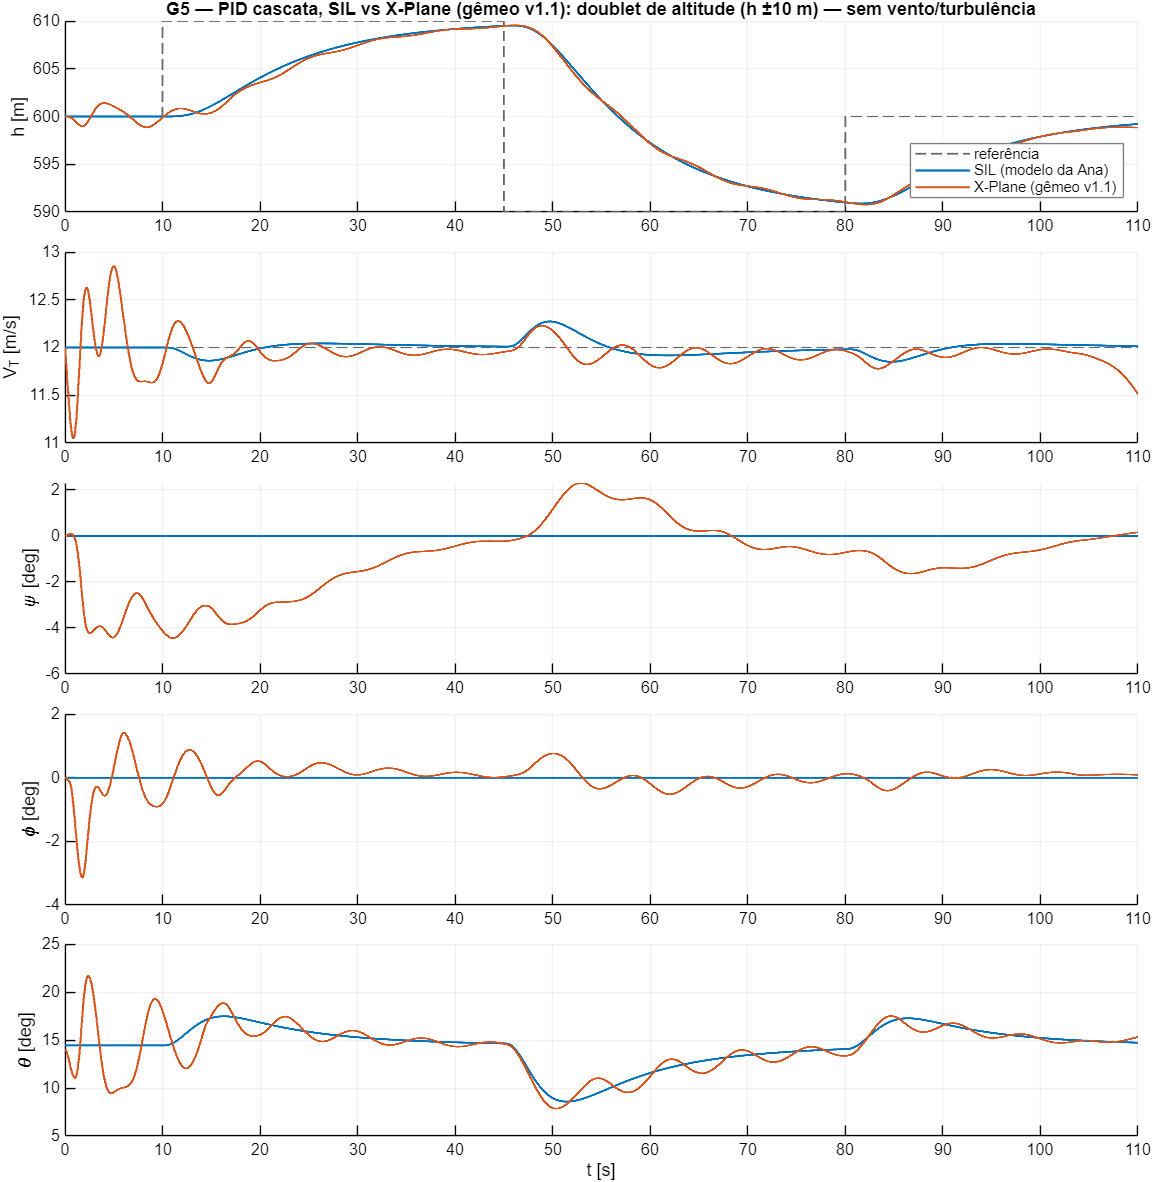 G5 — PID cascata, SIL vs X-Plane (gêmeo v1.1): doublet de altitude (h ±10 m) — sem vento/turbulência
610
605
600
595
590
h [m]
referência
SIL (modelo da Ana)
X-Plane (gêmeo v1.1)
0 10 20 30 40 50 60 70 80 90 100 110
13
12.5
12
11.5
11
V_T [m/s]
0 10 20 30 40 50 60 70 80 90 100 110
2
0
-2
-4
-6
ψ [deg]
0 10 20 30 40 50 60 70 80 90 100 110
2
0
-2
-4
ϕ [deg]
0 10 20 30 40 50 60 70 80 90 100 110
25
20
15
10
5
θ [deg]
0 10 20 30 40 50 60 70 80 90 100 110
t [s]